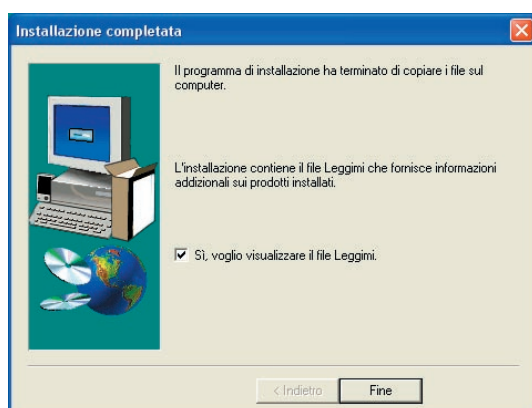 Installazione completata
Il programma di installazione ha terminato di copiare i file sul
computer.
L'installazione contiene il file Leggimi che fornisce informazioni
addizionali sui prodotti installati.
Sì, voglio visualizzare il file Leggimi.
< Indietro
Fine